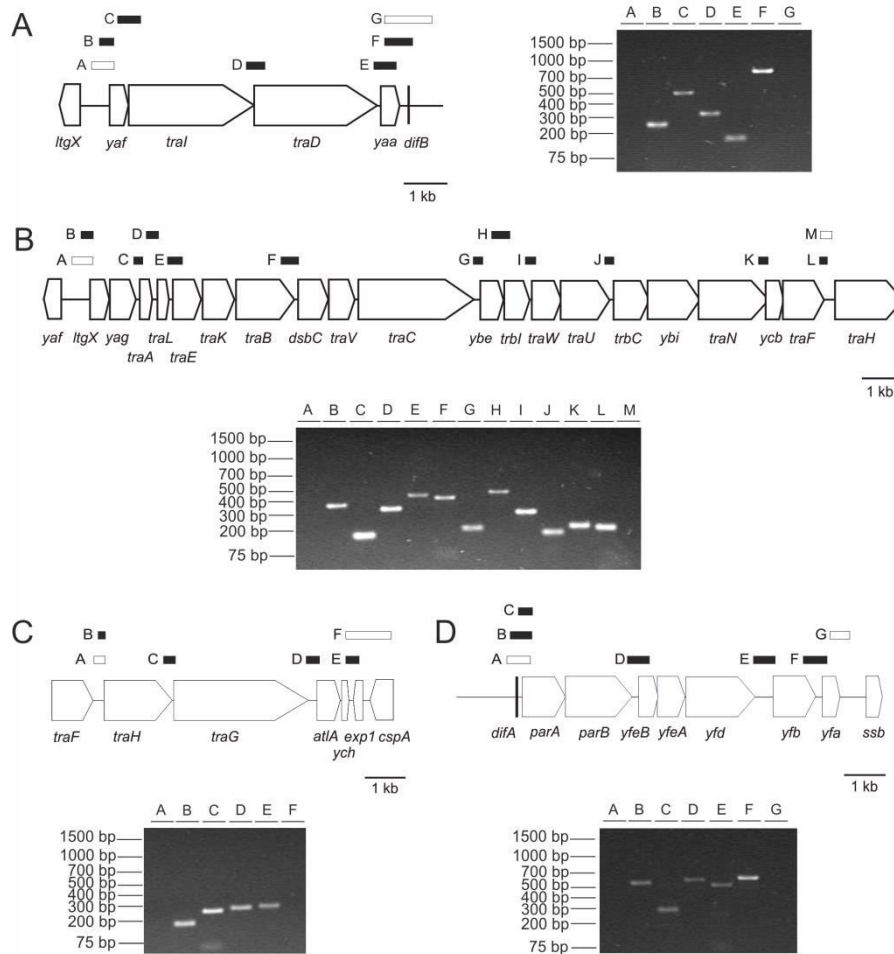 A
C
B
A
D
G
F
E
ltgX yaf traI traD yaa difB
1 kb
A B C D E F G
1500 bp
1000 bp
700 bp
500 bp
400 bp
300 bp
200 bp
75 bp
B
B D H M
A C E F G I J K L
yaf ltgX yag traL traK traB dsbC traV traC ybe trbI traW traU trbC ybi traN ycb traF traH
traA traE
1 kb
A B C D E F G H I J K L M
1500 bp
1000 bp
700 bp
500 bp
400 bp
300 bp
200 bp
75 bp
C
B F
A C D E
traF traH traG atlA exp1 cspA
ych
1 kb
A B C D E F
1500 bp
1000 bp
700 bp
500 bp
400 bp
300 bp
200 bp
75 bp
D
C
B G
A D E F
difA parA parB yfeB yfeA yfd yfb yfa ssb
1 kb
A B C D E F G
1500 bp
1000 bp
700 bp
500 bp
400 bp
300 bp
200 bp
75 bp